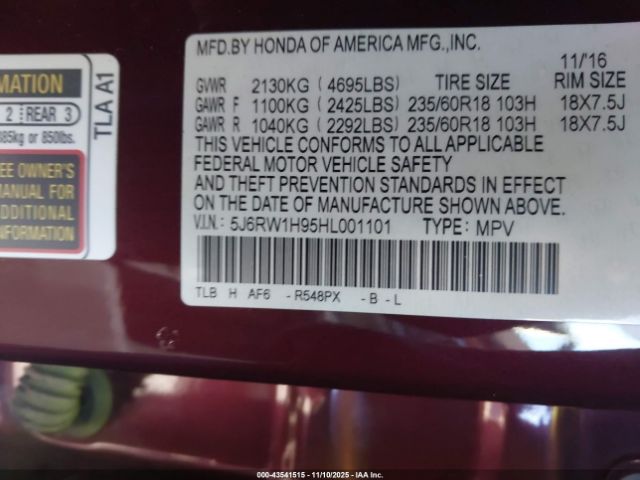 MATION
2 REAR 3
385kg or 850lbs.
EE OWNER'S
MANUAL FOR
ADDITIONAL
NFORMATION
TLA A1
MFD.BY HONDA OF AMERICA MFG.,INC.
11/'16
GVWR 2130KG (4695LBS) TIRE SIZE RIM SIZE
GAWR F 1100KG (2425LBS) 235/60R18 103H 18X7.5J
GAWR R 1040KG (2292LBS) 235/60R18 103H 18X7.5J
THIS VEHICLE CONFORMS TO ALL APPLICABLE
FEDERAL MOTOR VEHICLE SAFETY
AND THEFT PREVENTION STANDARDS IN EFFECT
ON THE DATE OF MANUFACTURE SHOWN ABOVE.
V.I.N.: 5J6RW1H95HL001101 TYPE: MPV
TLB H AF6 -R548PX -B-L
000-43541515 — 11/10/2025 — IAA Inc.